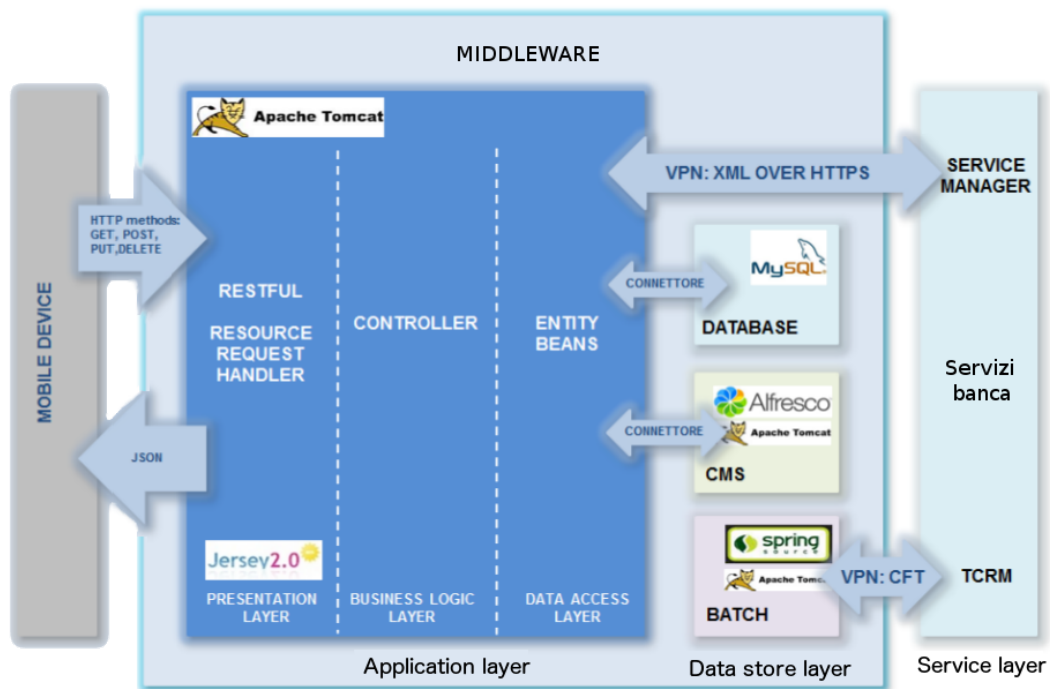 MIDDLEWARE
Apache Tomcat
VPN: XML OVER HTTPS
SERVICE
MANAGER
HTTP methods:
GET, POST,
PUT,DELETE
MOBILE DEVICE
RESTFUL
RESOURCE
REQUEST
HANDLER
CONTROLLER
ENTITY
BEANS
CONNETTORE
MySQL
DATABASE
Servizi
banca
JSON
CONNETTORE
Alfresco
Apache Tomcat
CMS
Jersey2.0
spring
source
Apache Tomc
BATCH
VPN: CFT
TCRM
PRESENTATION
LAYER
BUSINESS LOGIC
LAYER
DATA ACCESS
LAYER
Application layer
Data store layer
Service layer